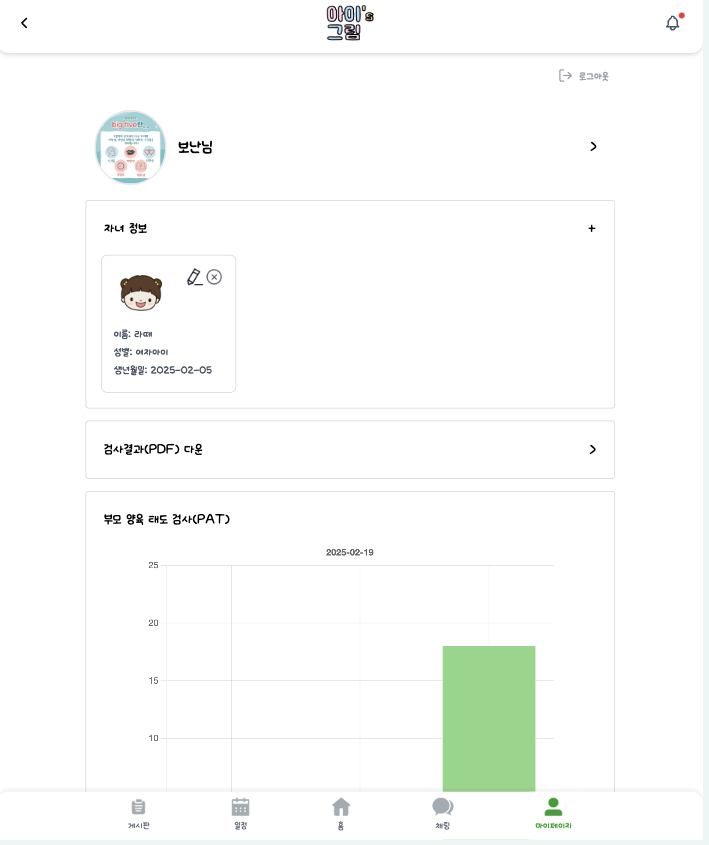 아이's
그림
로그아웃
big five란
보난님
자녀 정보
+
이름: 라때
성별: 여자아이
생년월일: 2025-02-05
검사결과(PDF) 다운
부모 양육 태도 검사(PAT)
2025-02-19
25
20
15
10
게시판
일정
홈
채팅
마이페이지